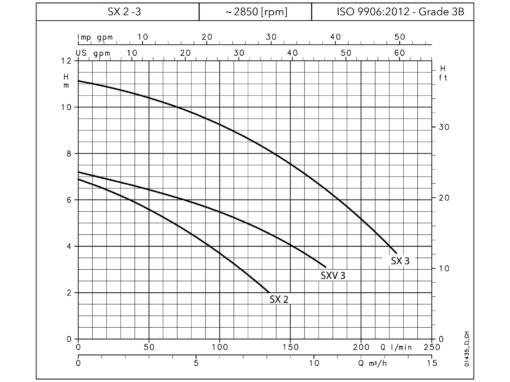 SX 2 -3 ~ 2850 [rpm] ISO 9906:2012 - Grade 3B
Imp gpm 10 20 30 40 50
US gpm 10 20 30 40 50 60
12 H
H ft
m
10
30
8
6 20
4
SX 3
10
SXV 3
2 SX 2
0 0
0 50 100 150 200 Q l/min 250
0 5 10 Q m³/h 15
01435_D_CH